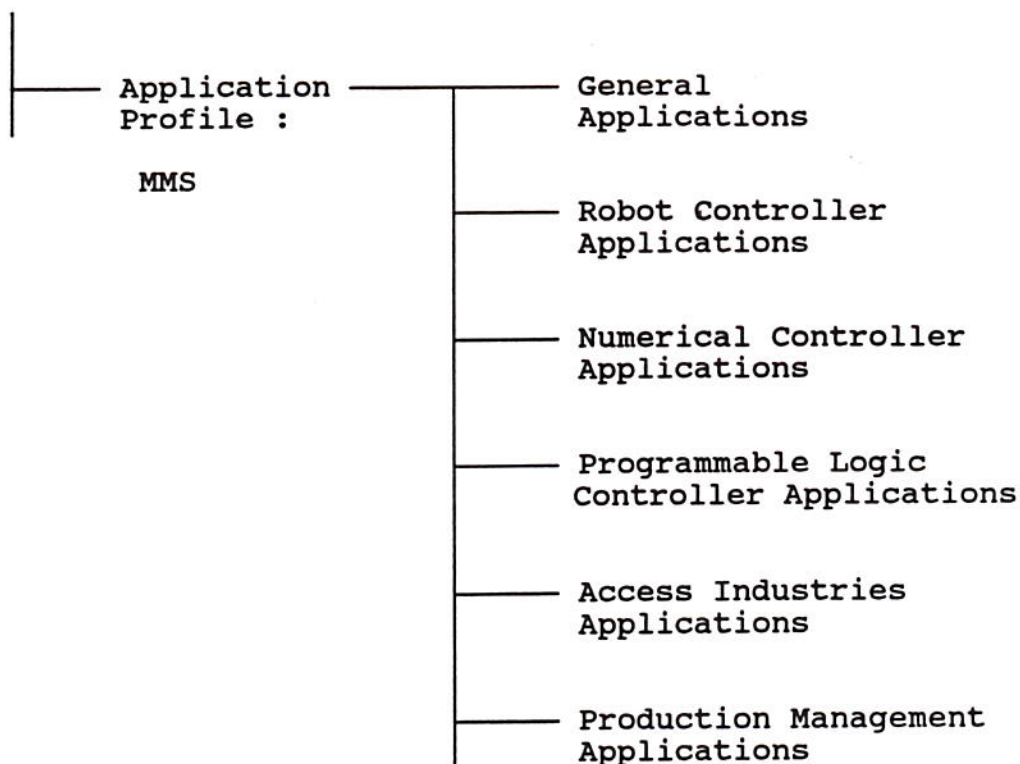 Application
Profile :
MMS
General
Applications
Robot Controller
Applications
Numerical Controller
Applications
Programmable Logic
Controller Applications
Access Industries
Applications
Production Management
Applications